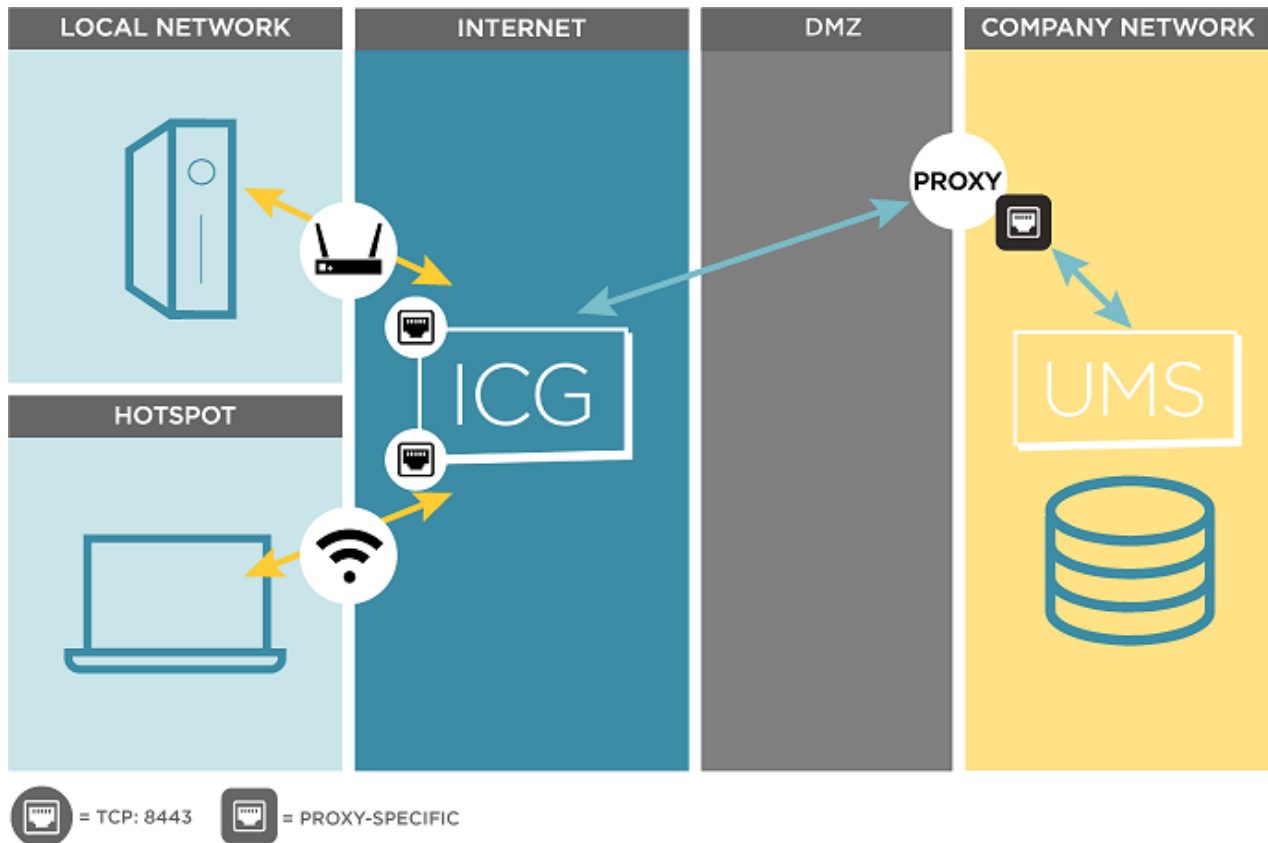 LOCAL NETWORK
INTERNET
DMZ
COMPANY NETWORK
PROXY
ICG
UMS
HOTSPOT
= TCP: 8443
= PROXY-SPECIFIC